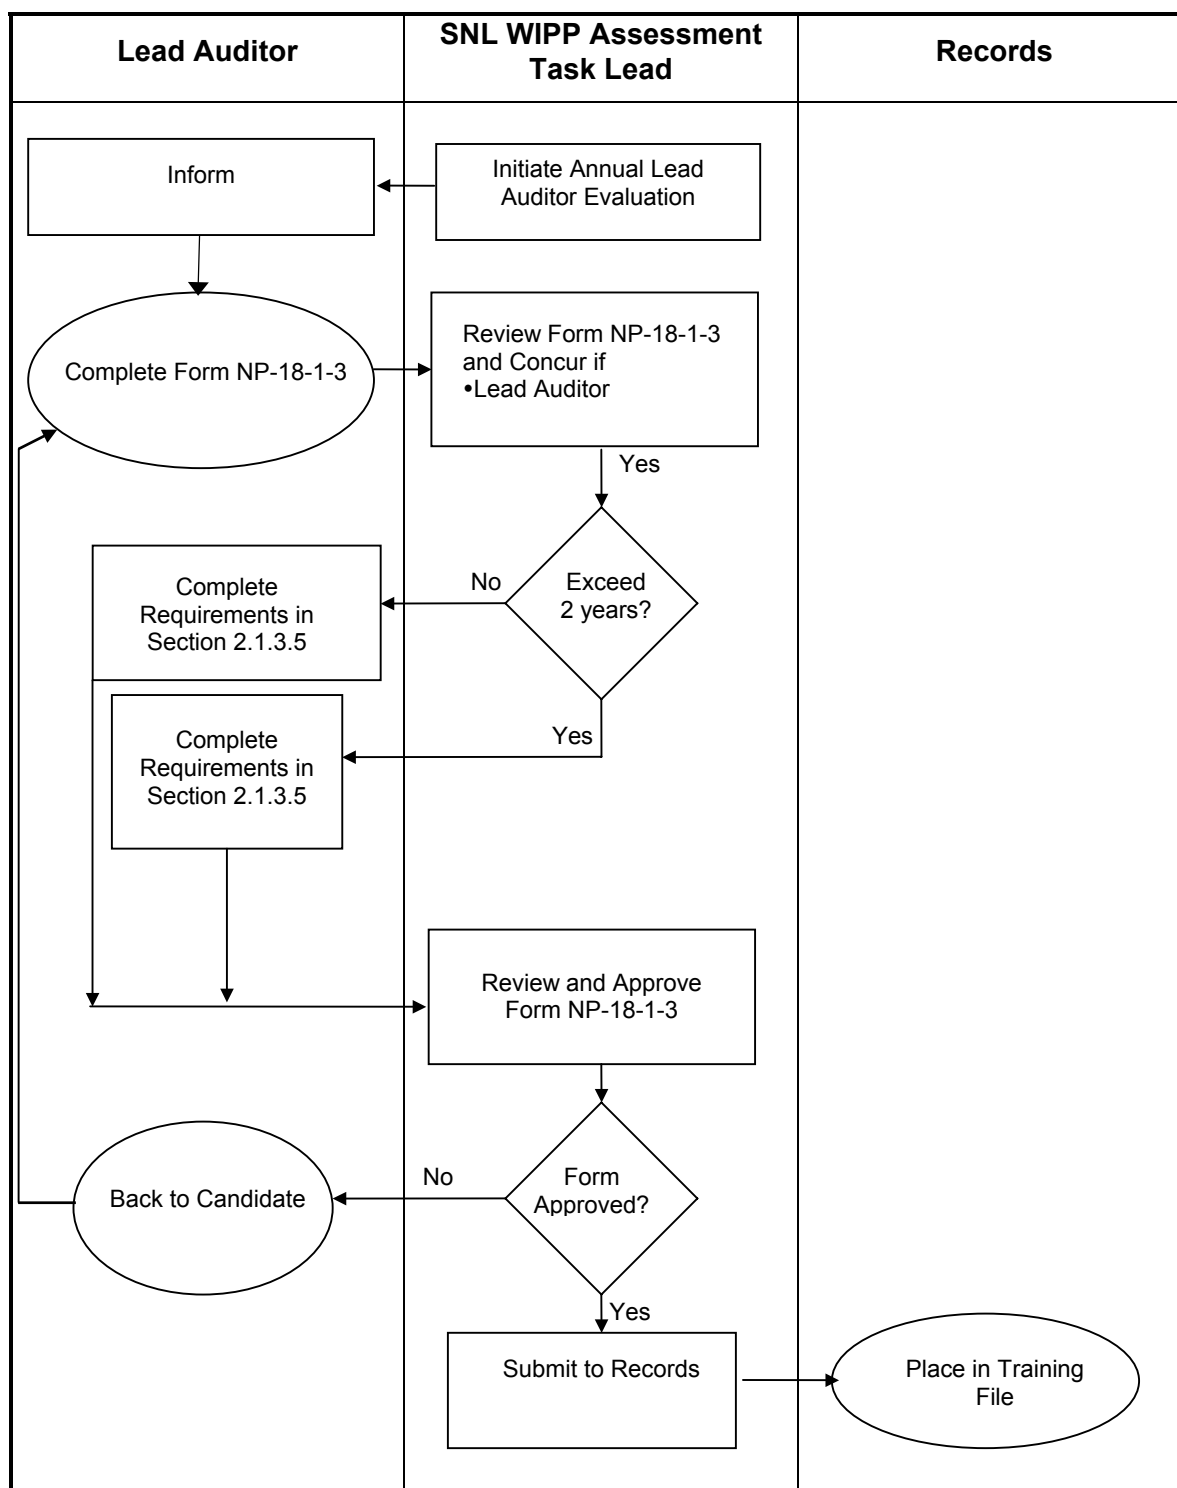 Lead Auditor
SNL WIPP Assessment
Task Lead
Records
Inform
Initiate Annual Lead
Auditor Evaluation
Complete Form NP-18-1-3
Review Form NP-18-1-3
and Concur if
•Lead Auditor
Yes
Exceed
2 years?
No
Complete
Requirements in
Section 2.1.3.5
Yes
Complete
Requirements in
Section 2.1.3.5
Review and Approve
Form NP-18-1-3
Form
Approved?
No
Back to Candidate
Yes
Submit to Records
Place in Training
File